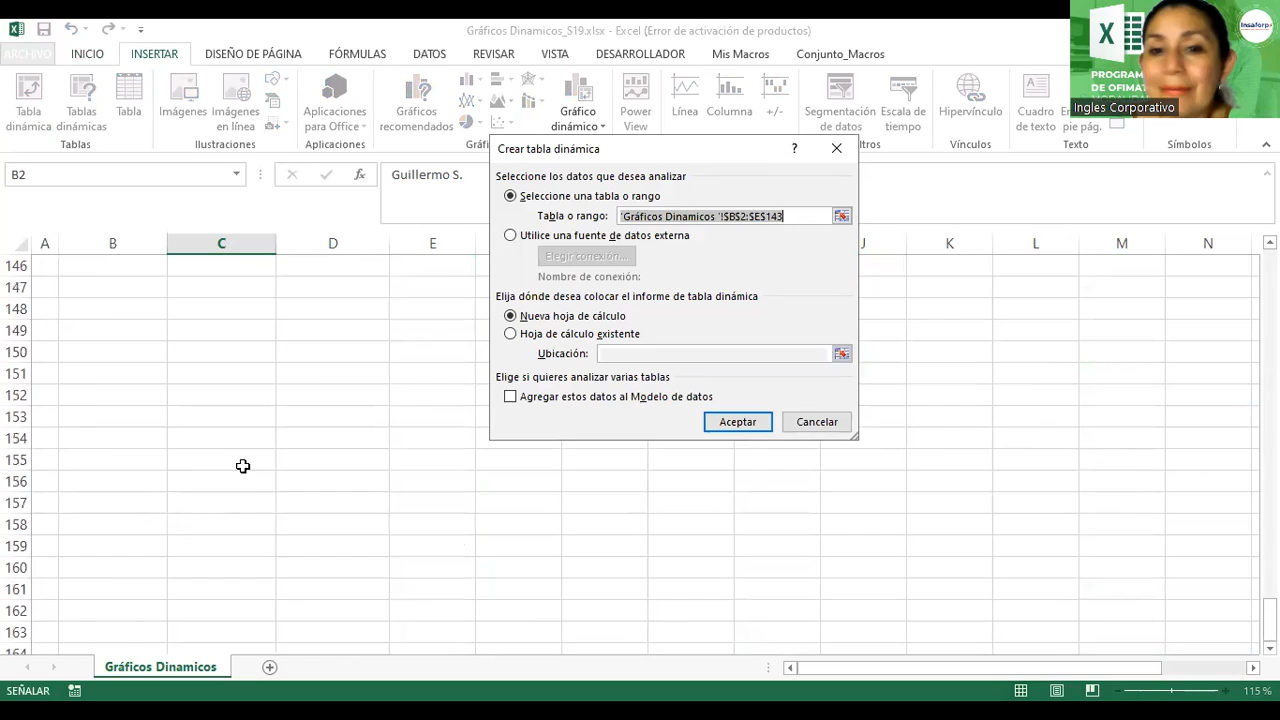 Gráficos Dinamicos_S19.xlsx - Excel (Error de activación de productos)
ARCHIVO INICIO INSERTAR DISEÑO DE PÁGINA FÓRMULAS DATOS REVISAR VISTA DESARROLLADOR Mis Macros Conjunto_Macros
Insaforp
PROGRAM
DE OFIMAT
Ingles Corporativo
Tabla dinámica
Tablas dinámicas
Tabla
Imágenes
Imágenes en línea
Aplicaciones para Office
Gráficos
Gráfico dinámico
Power View
Línea
Columna
+/-
Segmentación de datos
Escala de tiempo
Hipervínculo
Cuadro de texto
pie pág.
Tablas Ilustraciones Aplicaciones Vínculos Texto Símbolos
B2
Guillermo S.
Crear tabla dinámica ?
Seleccione los datos que desea analizar
Seleccione una tabla o rango
Tabla o rango: 'Gráficos Dinamicos '!$B$2:$E$143
Utilice una fuente de datos externa
Elegir conexión...
Nombre de conexión:
Elija dónde desea colocar el informe de tabla dinámica
Nueva hoja de cálculo
Hoja de cálculo existente
Ubicación:
Elige si quieres analizar varias tablas
Agregar estos datos al Modelo de datos
Aceptar Cancelar
A B C D E J K L M N
146
147
148
149
150
151
152
153
154
155
156
157
158
159
160
161
162
163
164
Gráficos Dinamicos
SEÑALAR
115 %